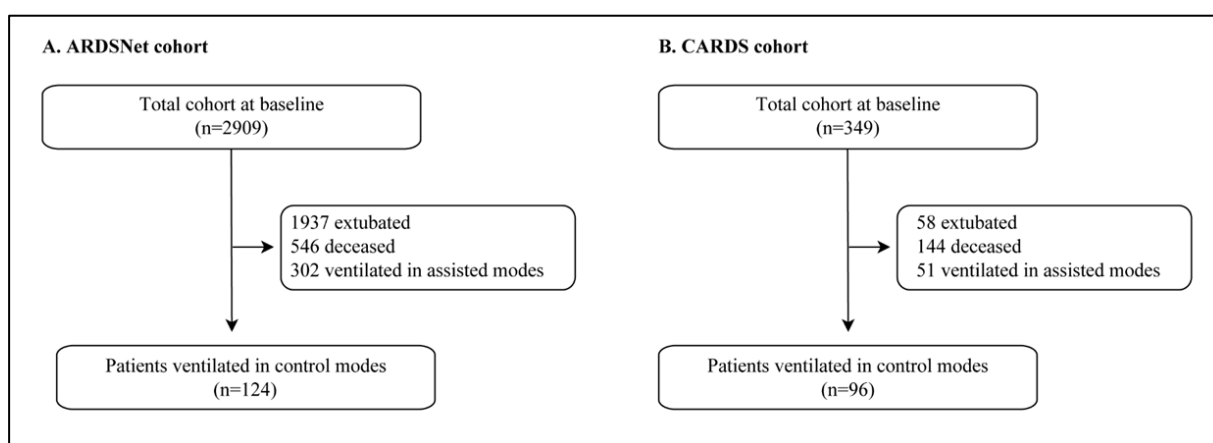 A. ARDSNet cohort
Total cohort at baseline
(n=2909)
1937 extubated
546 deceased
302 ventilated in assisted modes
Patients ventilated in control modes
(n=124)
B. CARDS cohort
Total cohort at baseline
(n=349)
58 extubated
144 deceased
51 ventilated in assisted modes
Patients ventilated in control modes
(n=96)